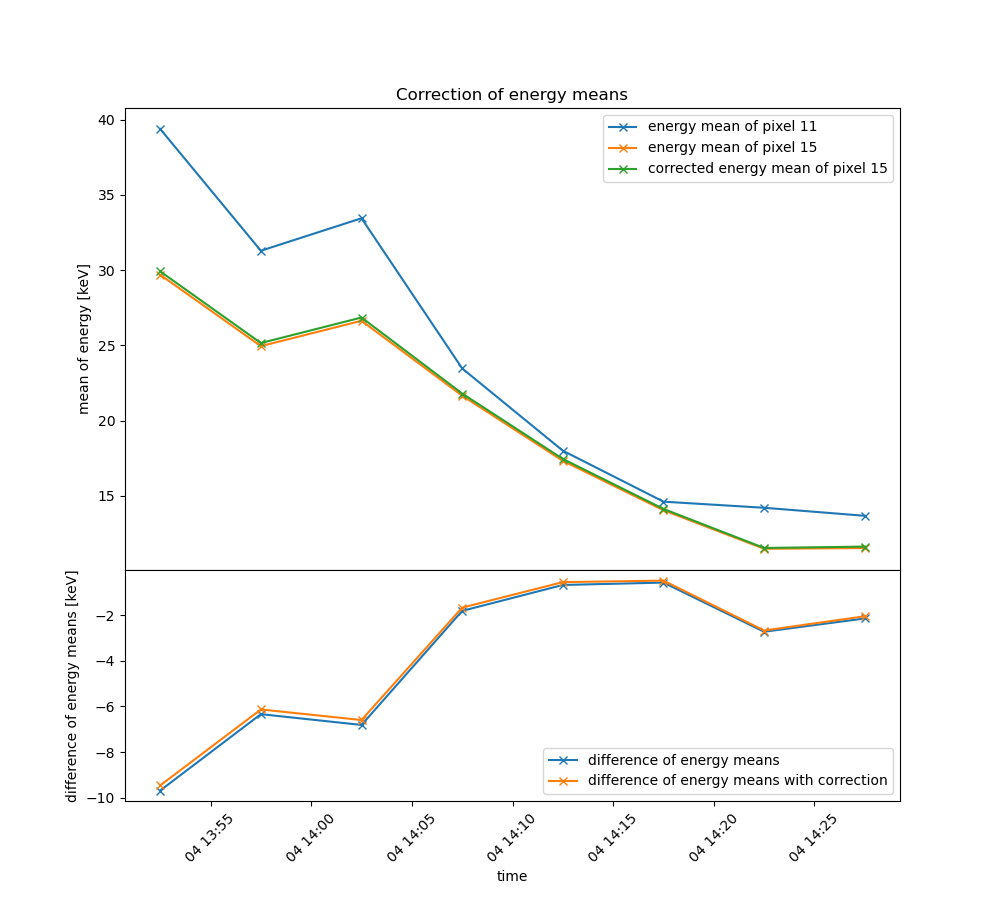 Correction of energy means
40
35
30
25
20
15
mean of energy [keV]
energy mean of pixel 11
energy mean of pixel 15
corrected energy mean of pixel 15
−2
−4
−6
−8
−10
difference of energy means [keV]
difference of energy means
difference of energy means with correction
04 13:55
04 14:00
04 14:05
04 14:10
04 14:15
04 14:20
04 14:25
time